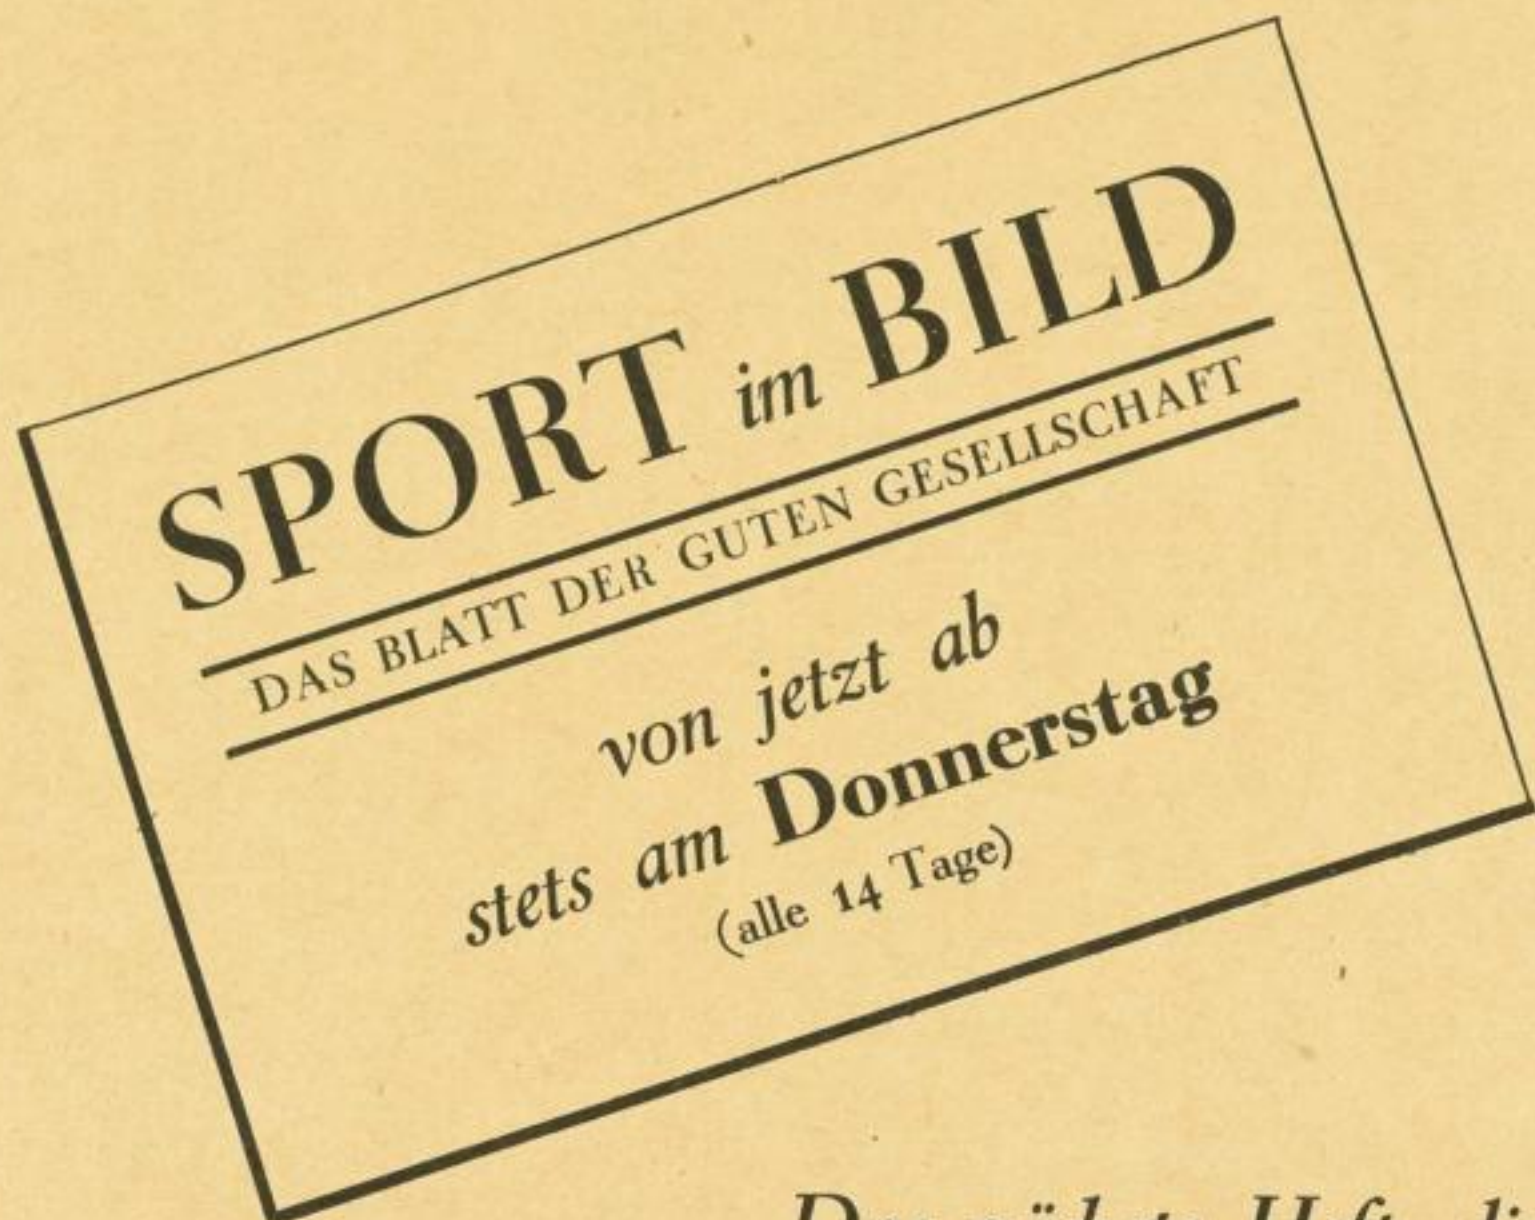 SPORT im BILD
DAS BLATT DER GUTEN GESELLSCHAFT
von jetzt ab
stets am Donnerstag
(alle 14 Tage)